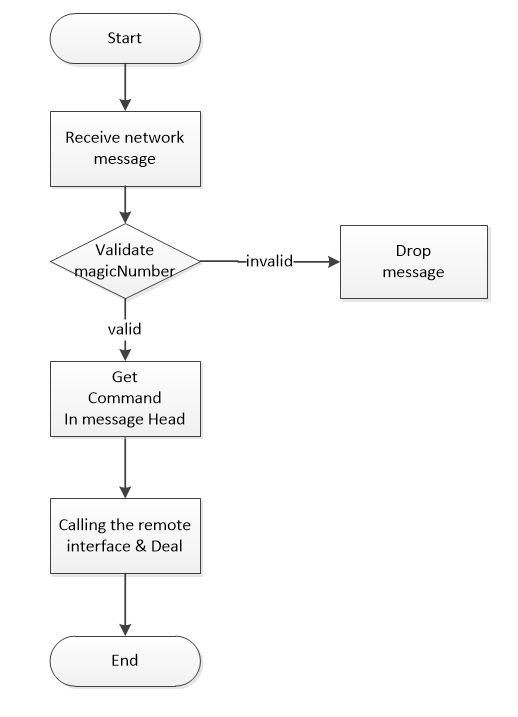 Start
Receive network
message
Validate
magicNumber
invalid
Drop
message
valid
Get
Command
In message Head
Calling the remote
interface & Deal
End